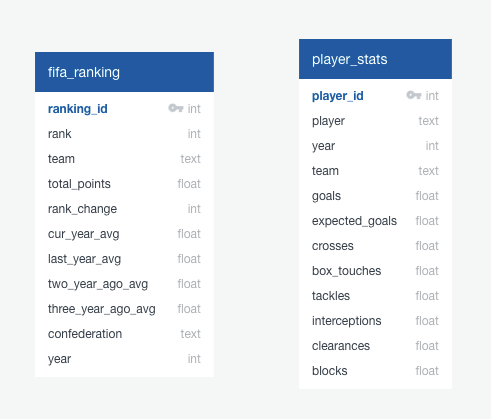 fifa_ranking
ranking_id int
rank int
team text
total_points float
rank_change int
cur_year_avg float
last_year_avg float
two_year_ago_avg float
three_year_ago_avg float
confederation text
year int
player_stats
player_id int
player text
year int
team text
goals float
expected_goals float
crosses float
box_touches float
tackles float
interceptions float
clearances float
blocks float